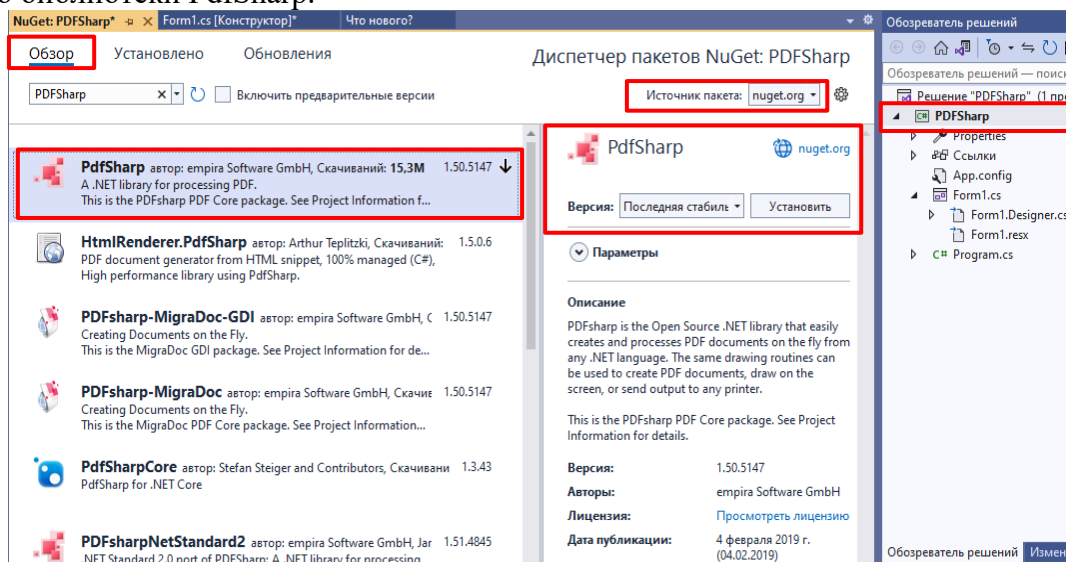 библиотеки PdfSharp.
NuGet: PDFSharp*
Form1.cs [Конструктор]*
Что нового?
Обзор
Установлено
Обновления
Диспетчер пакетов NuGet: PDFSharp
PDFSharp
Включить предварительные версии
Источник пакета: nuget.org
PdfSharp автор: empira Software GmbH, Скачиваний: 15,3M 1.50.5147
A .NET library for processing PDF.
This is the PDFsharp PDF Core package. See Project Information f...
HtmlRenderer.PdfSharp автор: Arthur Teplitzki, Скачиваний: 1.5.0.6
PDF document generator from HTML snippet, 100% managed (C#),
High performance library using PdfSharp.
PDFsharp-MigraDoc-GDI автор: empira Software GmbH, С 1.50.5147
Creating Documents on the Fly.
This is the MigraDoc GDI package. See Project Information for de...
PDFsharp-MigraDoc автор: empira Software GmbH, Скачив 1.50.5147
Creating Documents on the Fly.
This is the MigraDoc PDF Core package. See Project Information...
PdfSharpCore автор: Stefan Steiger and Contributors, Скачивани 1.3.43
PdfSharp for .NET Core
PDFsharpNetStandard2 автор: empira Software GmbH, Jar 1.51.4845
.NET Standard 2.0 port of PDFSharp: A .NET library for processing
PdfSharp
nuget.org
Версия: Последняя стабиль Установить
Параметры
Описание
PDFsharp is the Open Source .NET library that easily
creates and processes PDF documents on the fly from
any .NET language. The same drawing routines can
be used to create PDF documents, draw on the
screen, or send output to any printer.
This is the PDFsharp PDF Core package. See Project
Information for details.
Версия: 1.50.5147
Авторы: empira Software GmbH
Лицензия: Просмотреть лицензию
Дата публикации: 4 февраля 2019 г.
(04.02.2019)
Обозреватель решений
Обозреватель решений — поиск
Решение "PDFSharp" (1 про
C# PDFSharp
Properties
Ссылки
App.config
Form1.cs
Form1.Designer.cs
Form1.resx
C# Program.cs
Обозреватель решений
Измен